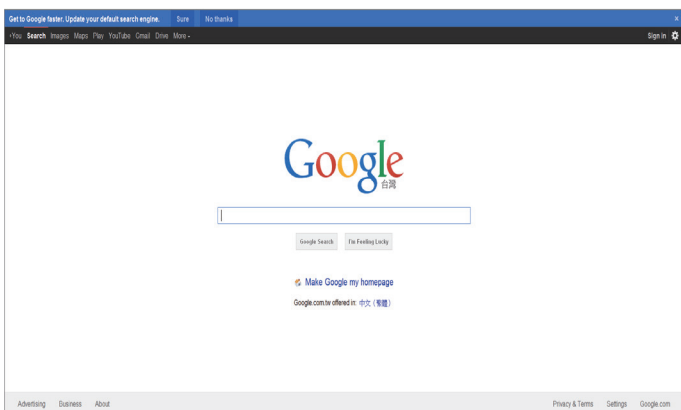 Get to Google faster. Update your default search engine. Sure No thanks x
+You Search Images Maps Play YouTube Gmail Drive More Sign in
Google
台灣
Google Search I'm Feeling Lucky
Make Google my homepage
Google.com.tw offered in: 中文 (繁體)
Advertising Business About Privacy & Terms Settings Google.com